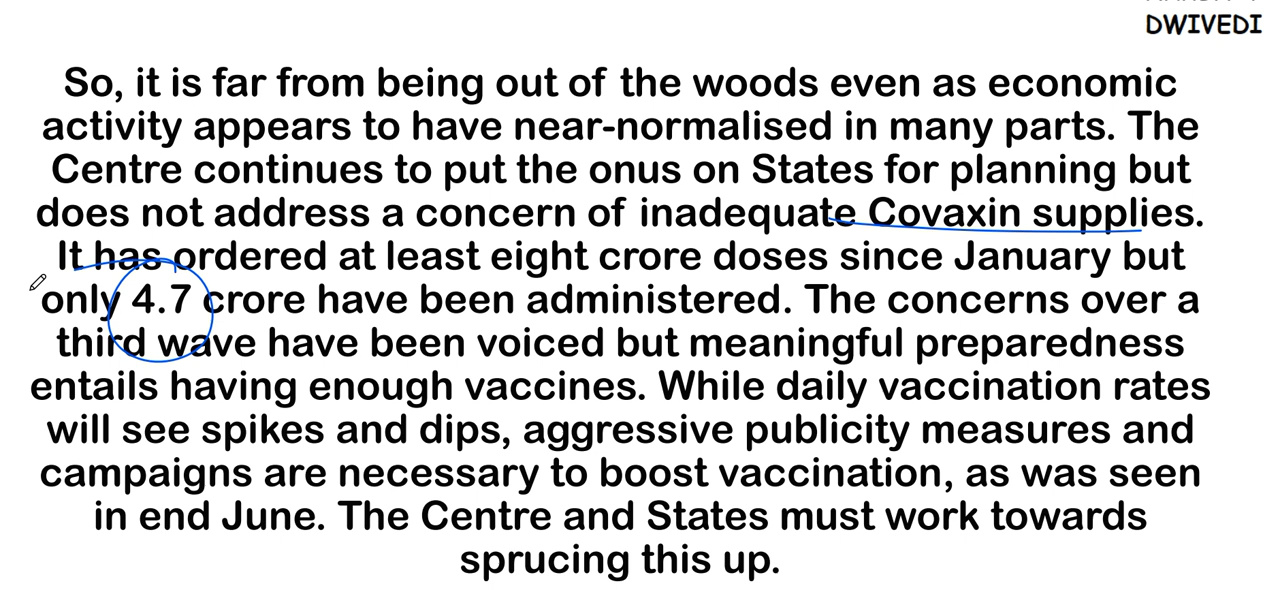 DWIVEDI
So, it is far from being out of the woods even as economic
activity appears to have near-normalised in many parts. The
Centre continues to put the onus on States for planning but
does not address a concern of inadequate Covaxin supplies.
It has ordered at least eight crore doses since January but
only 4.7 crore have been administered. The concerns over a
third wave have been voiced but meaningful preparedness
entails having enough vaccines. While daily vaccination rates
will see spikes and dips, aggressive publicity measures and
campaigns are necessary to boost vaccination, as was seen
in end June. The Centre and States must work towards
sprucing this up.